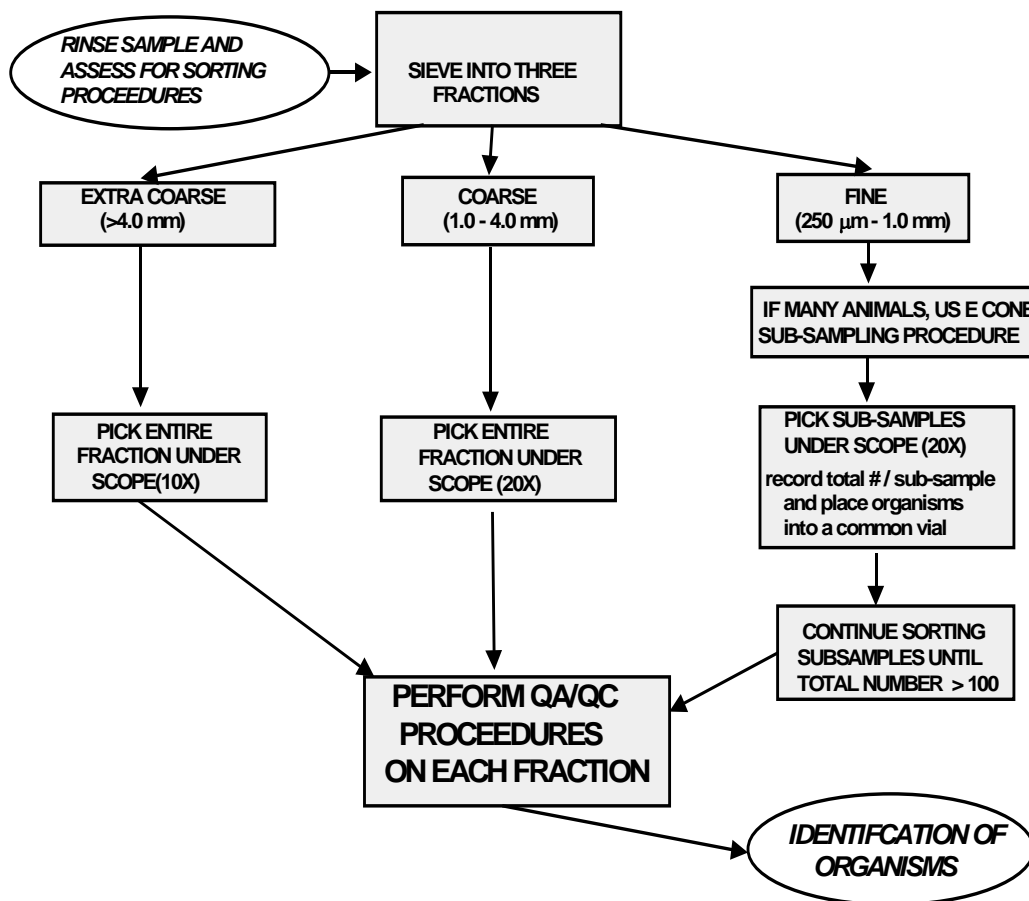 RINSE SAMPLE AND
ASSESS FOR SORTING
PROCEEDURES
SIEVE INTO THREE
FRACTIONS
EXTRA COARSE
(>4.0 mm)
COARSE
(1.0 - 4.0 mm)
FINE
(250 μm - 1.0 mm)
IF MANY ANIMALS, US E CONE
SUB-SAMPLING PROCEDURE
PICK ENTIRE
FRACTION UNDER
SCOPE(10X)
PICK ENTIRE
FRACTION UNDER
SCOPE (20X)
PICK SUB-SAMPLES
UNDER SCOPE (20X)
record total # / sub-sample
and place organisms
into a common vial
CONTINUE SORTING
SUBSAMPLES UNTIL
TOTAL NUMBER > 100
PERFORM QA/QC
PROCEEDURES
ON EACH FRACTION
IDENTIFCATION OF
ORGANISMS